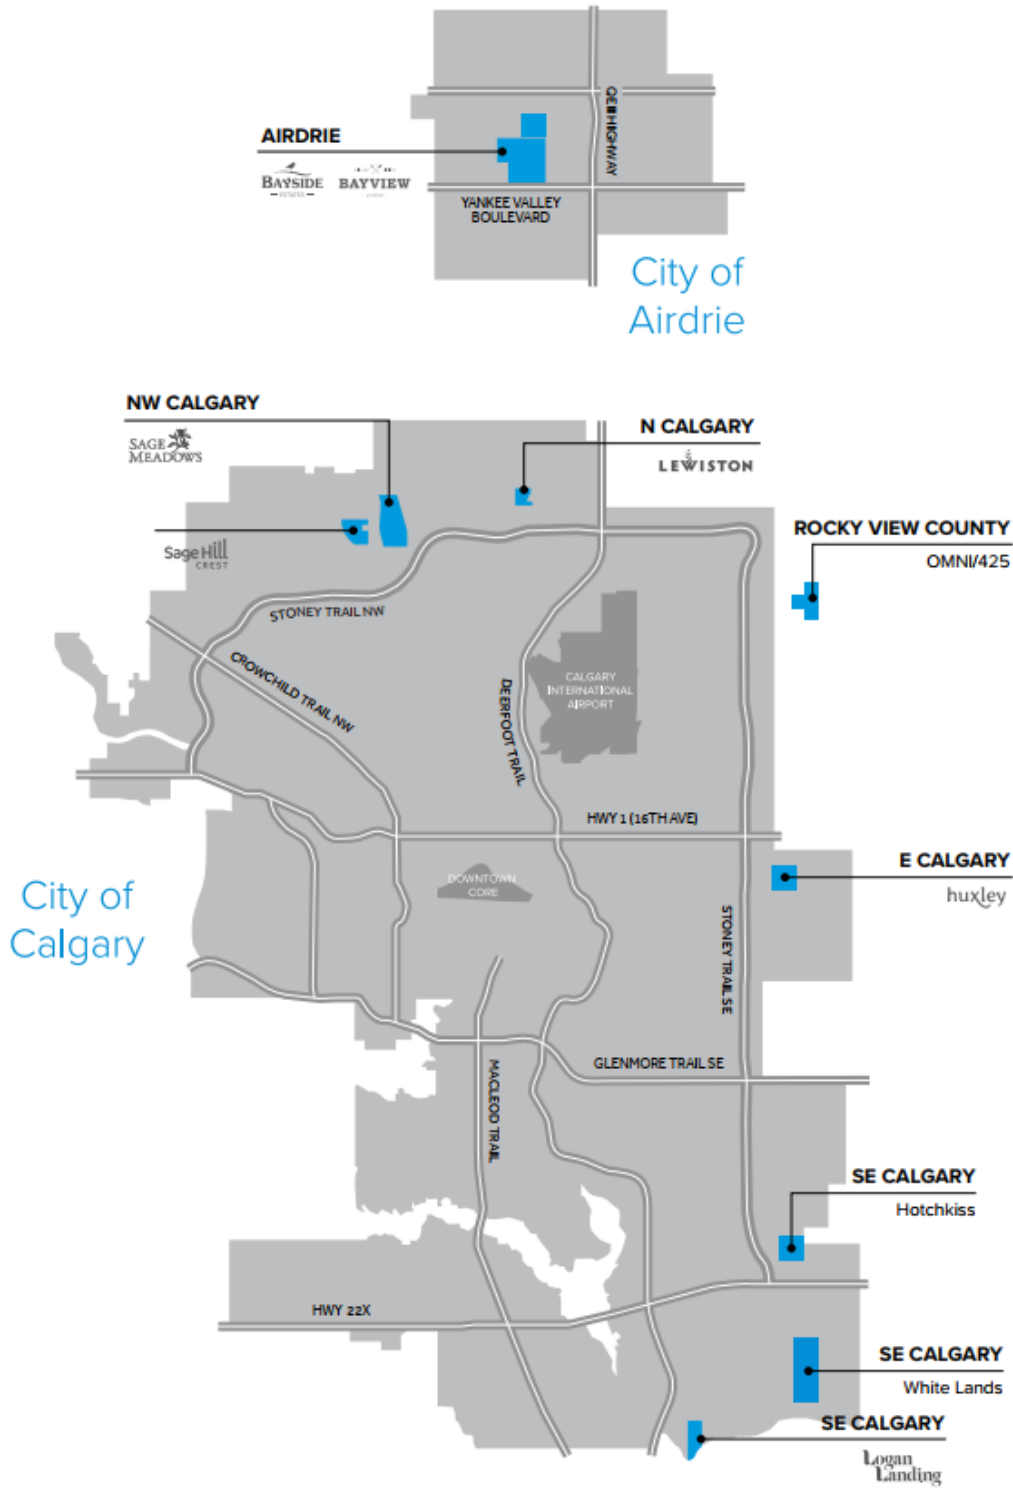 QEII HIGHWAY
AIRDRIE
BAYSIDE
ESTATES
BAYVIEW
YANKEE VALLEY
BOULEVARD
City of
Airdrie
NW CALGARY
SAGE
MEADOWS
N CALGARY
LEWISTON
Sage Hill
CREST
ROCKY VIEW COUNTY
OMNI/425
STONEY TRAIL NW
CROWCHILD TRAIL NW
DEERFOOT TRAIL
CALGARY
INTERNATIONAL
AIRPORT
HWY 1 (16TH AVE)
DOWNTOWN
CORE
E CALGARY
huxley
City of
Calgary
STONEY TRAIL SE
GLENMORE TRAIL SE
MACLEOD TRAIL
SE CALGARY
Hotchkiss
HWY 22X
SE CALGARY
White Lands
SE CALGARY
Logan
Landing